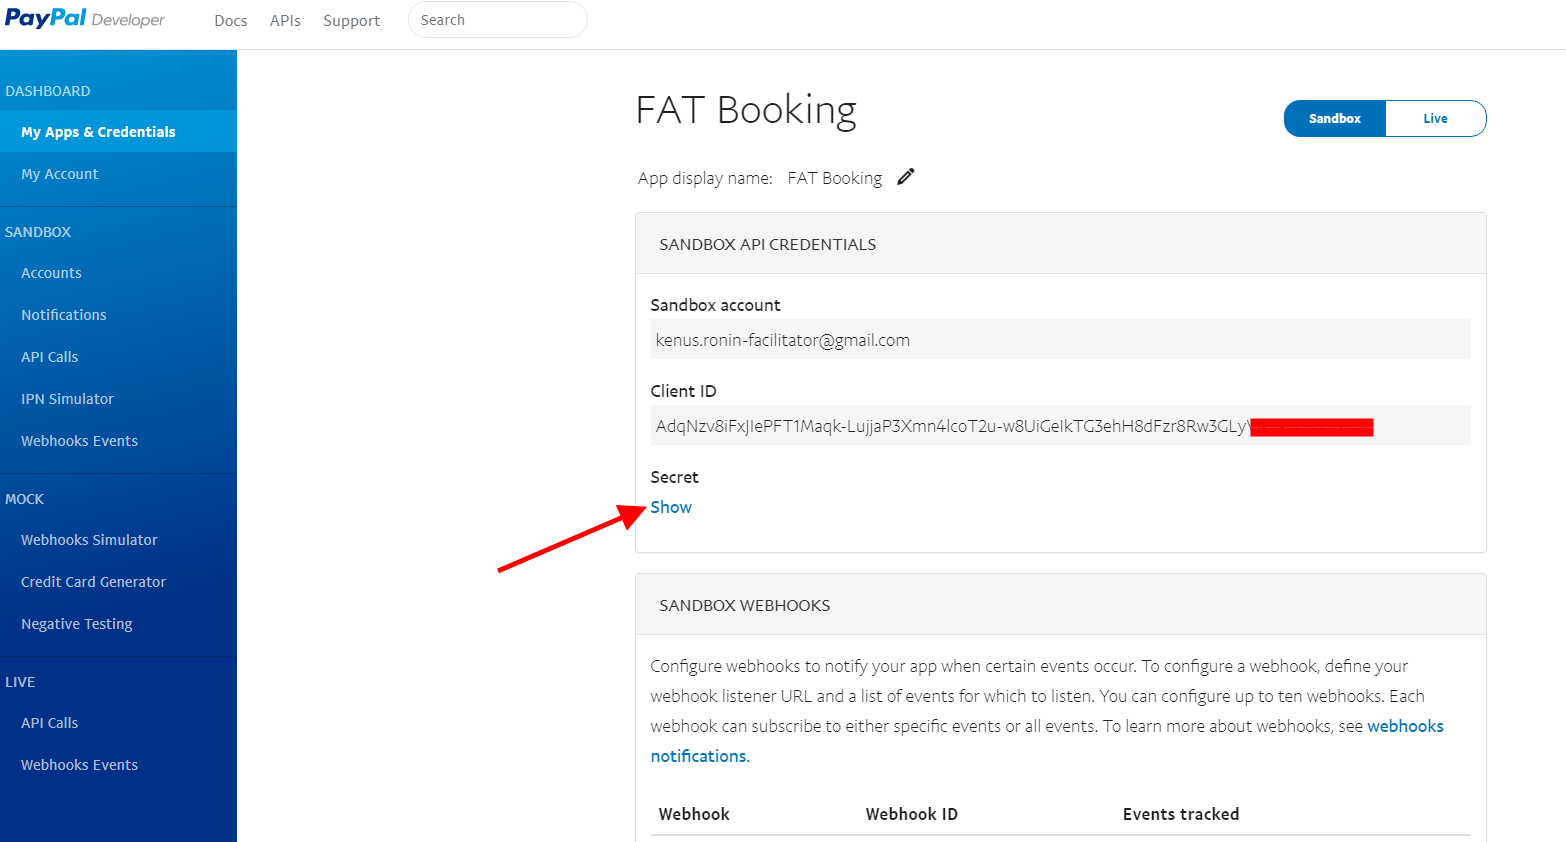 PayPal Developer
Docs APIs Support Search
DASHBOARD
My Apps & Credentials
My Account
SANDBOX
Accounts
Notifications
API Calls
IPN Simulator
Webhooks Events
MOCK
Webhooks Simulator
Credit Card Generator
Negative Testing
LIVE
API Calls
Webhooks Events
FAT Booking
Sandbox Live
App display name: FAT Booking
SANDBOX API CREDENTIALS
Sandbox account
kenus.ronin-facilitator@gmail.com
Client ID
AdqNzv8iFxJIePFT1Maqk-LujjaP3Xmn4lcoT2u-w8UiGeIkTG3ehH8dFzr8Rw3GLy
Secret
Show
SANDBOX WEBHOOKS
Configure webhooks to notify your app when certain events occur. To configure a webhook, define your
webhook listener URL and a list of events for which to listen. You can configure up to ten webhooks. Each
webhook can subscribe to either specific events or all events. To learn more about webhooks, see webhooks
notifications.
Webhook Webhook ID Events tracked